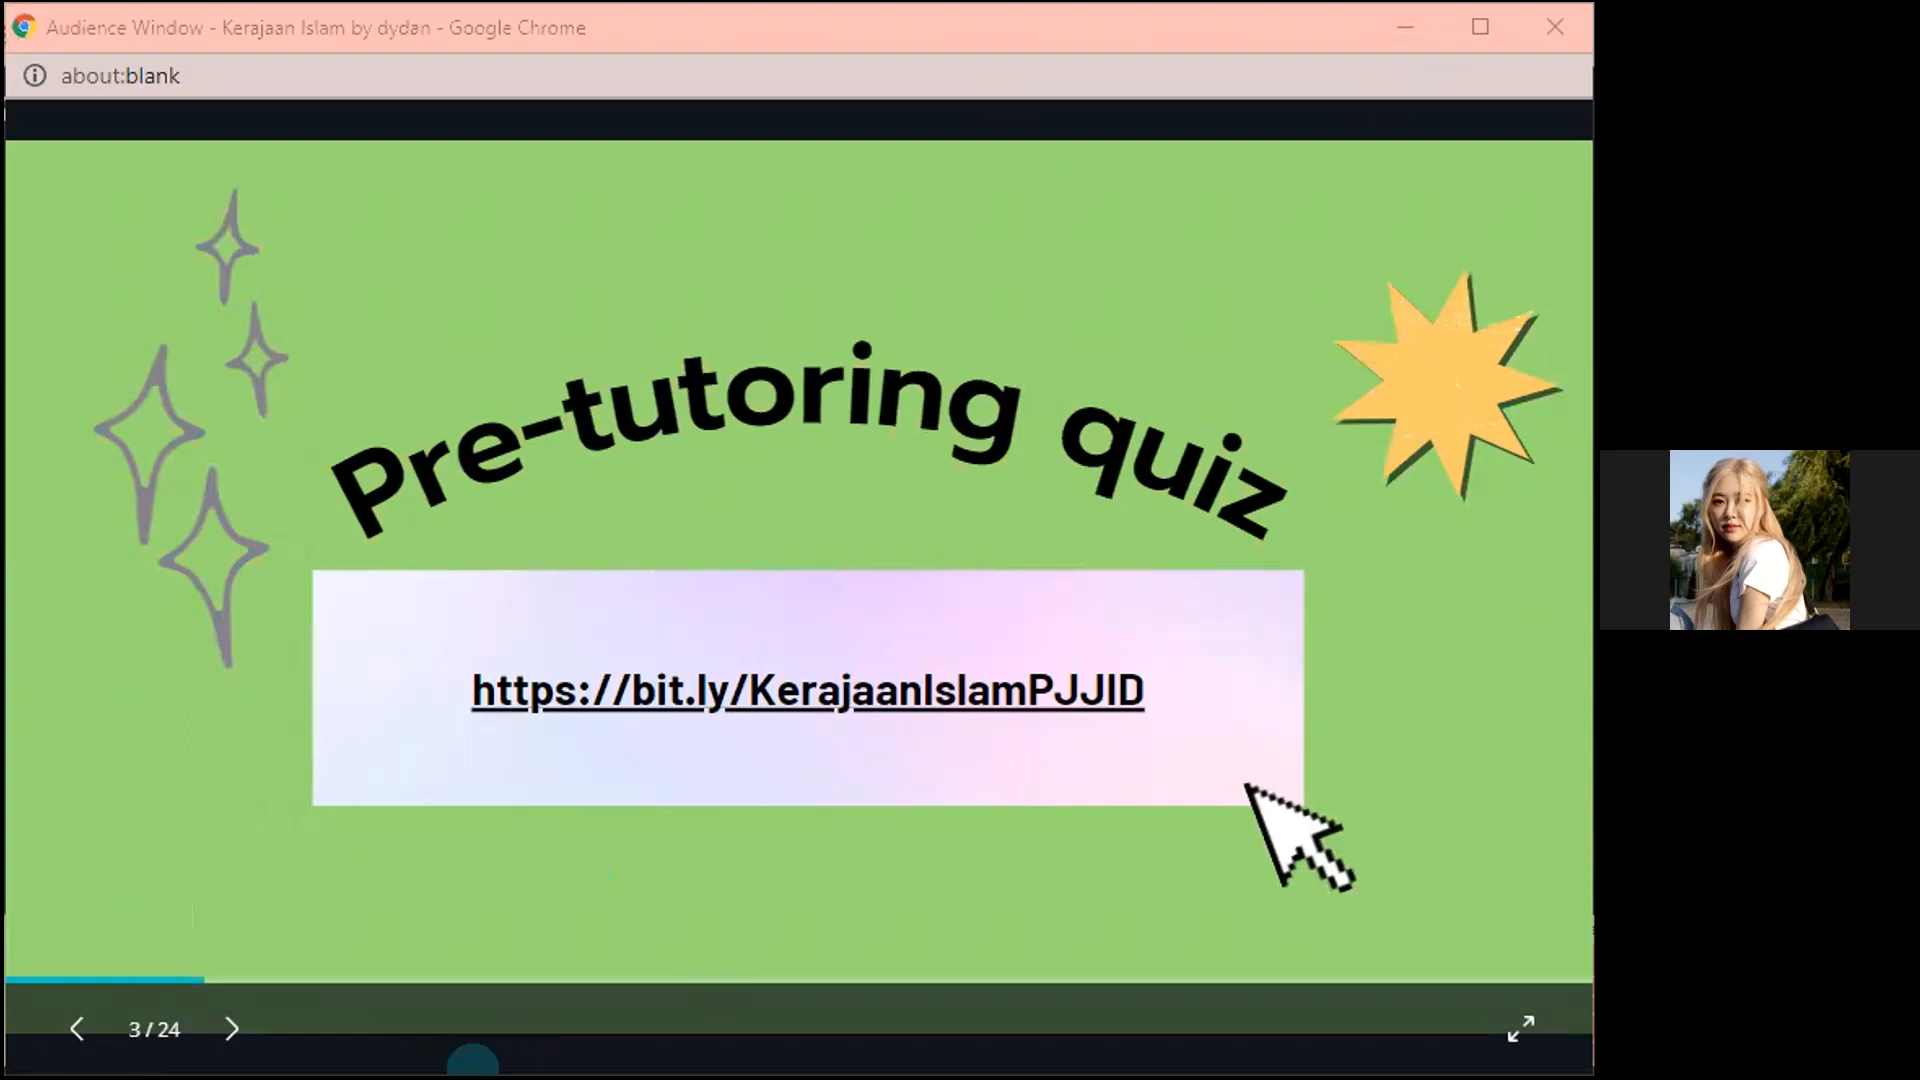 Audience Window - Kerajaan Islam by dydan - Google Chrome
about:blank
Pre-tutoring quiz
https://bit.ly/KerajaanIslamPJJID
3 / 24